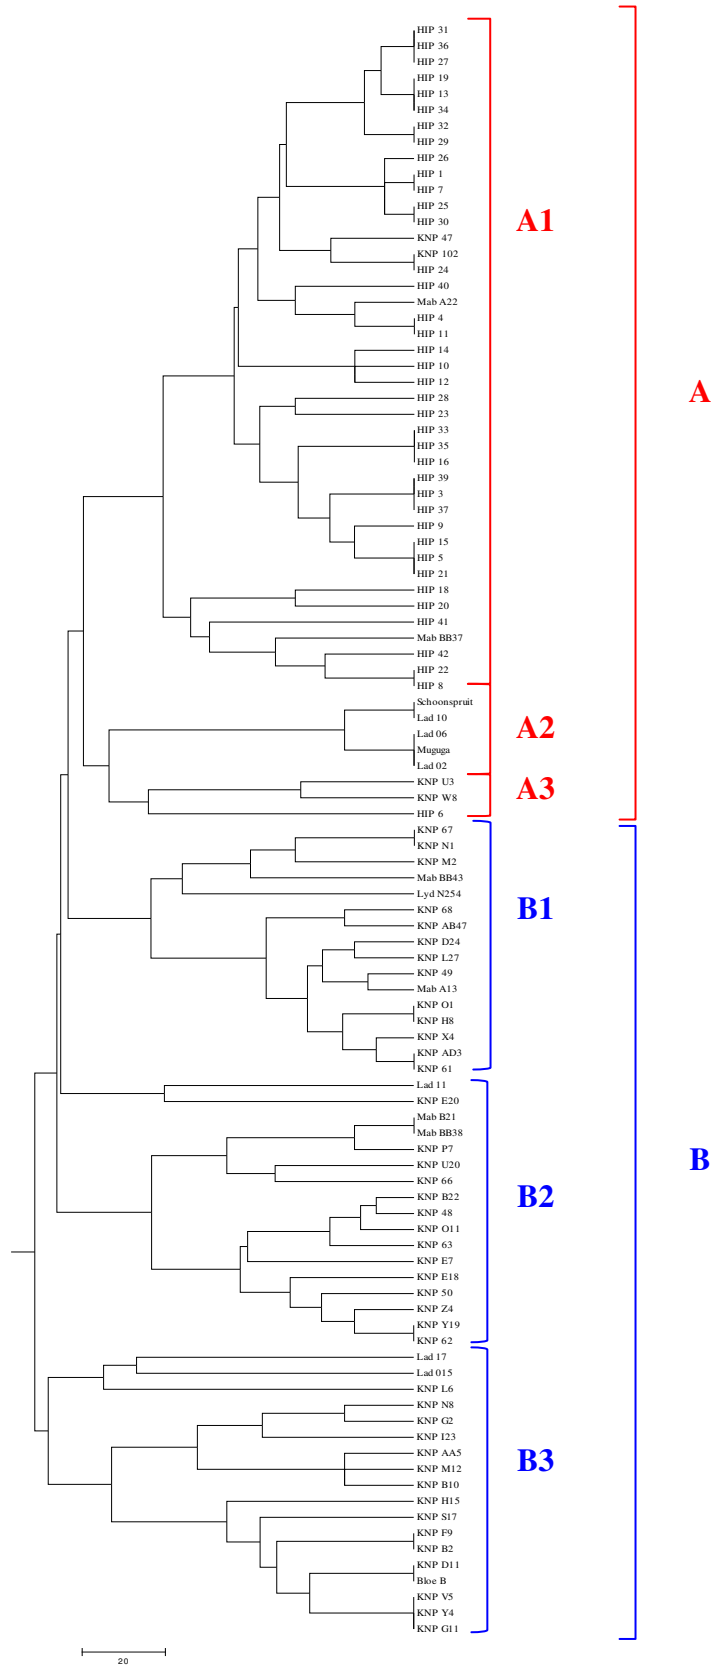 HIP 31
HIP 36
HIP 27
HIP 19
HIP 13
HIP 34
HIP 32
HIP 29
HIP 26
HIP 1
HIP 7
HIP 25
HIP 30
KNP 47
KNP 102
HIP 24
HIP 40
Mab A22
HIP 4
HIP 11
HIP 14
HIP 10
HIP 12
HIP 28
HIP 23
HIP 33
HIP 35
HIP 16
HIP 39
HIP 3
HIP 37
HIP 9
HIP 15
HIP 5
HIP 21
HIP 18
HIP 20
HIP 41
Mab BB37
HIP 42
HIP 22
HIP 8
Schoonspruit
Lad 10
Lad 06
Muguga
Lad 02
KNP U3
KNP W8
HIP 6
KNP 67
KNP N1
KNP M2
Mab BB43
Lyd N254
KNP 68
KNP AB47
KNP D24
KNP L27
KNP 49
Mab A13
KNP O1
KNP H8
KNP X4
KNP AD3
KNP 61
Lad 11
KNP E20
Mab B21
Mab BB38
KNP P7
KNP U20
KNP 66
KNP B22
KNP 48
KNP O11
KNP 63
KNP E7
KNP E18
KNP 50
KNP Z4
KNP Y19
KNP 62
Lad 17
Lad 015
KNP L6
KNP N8
KNP G2
KNP I23
KNP AA5
KNP M12
KNP B10
KNP H15
KNP S17
KNP F9
KNP B2
KNP D11
Bloe B
KNP V5
KNP Y4
KNP G11
A1
A2
A3
B1
B2
B3
A
B
20